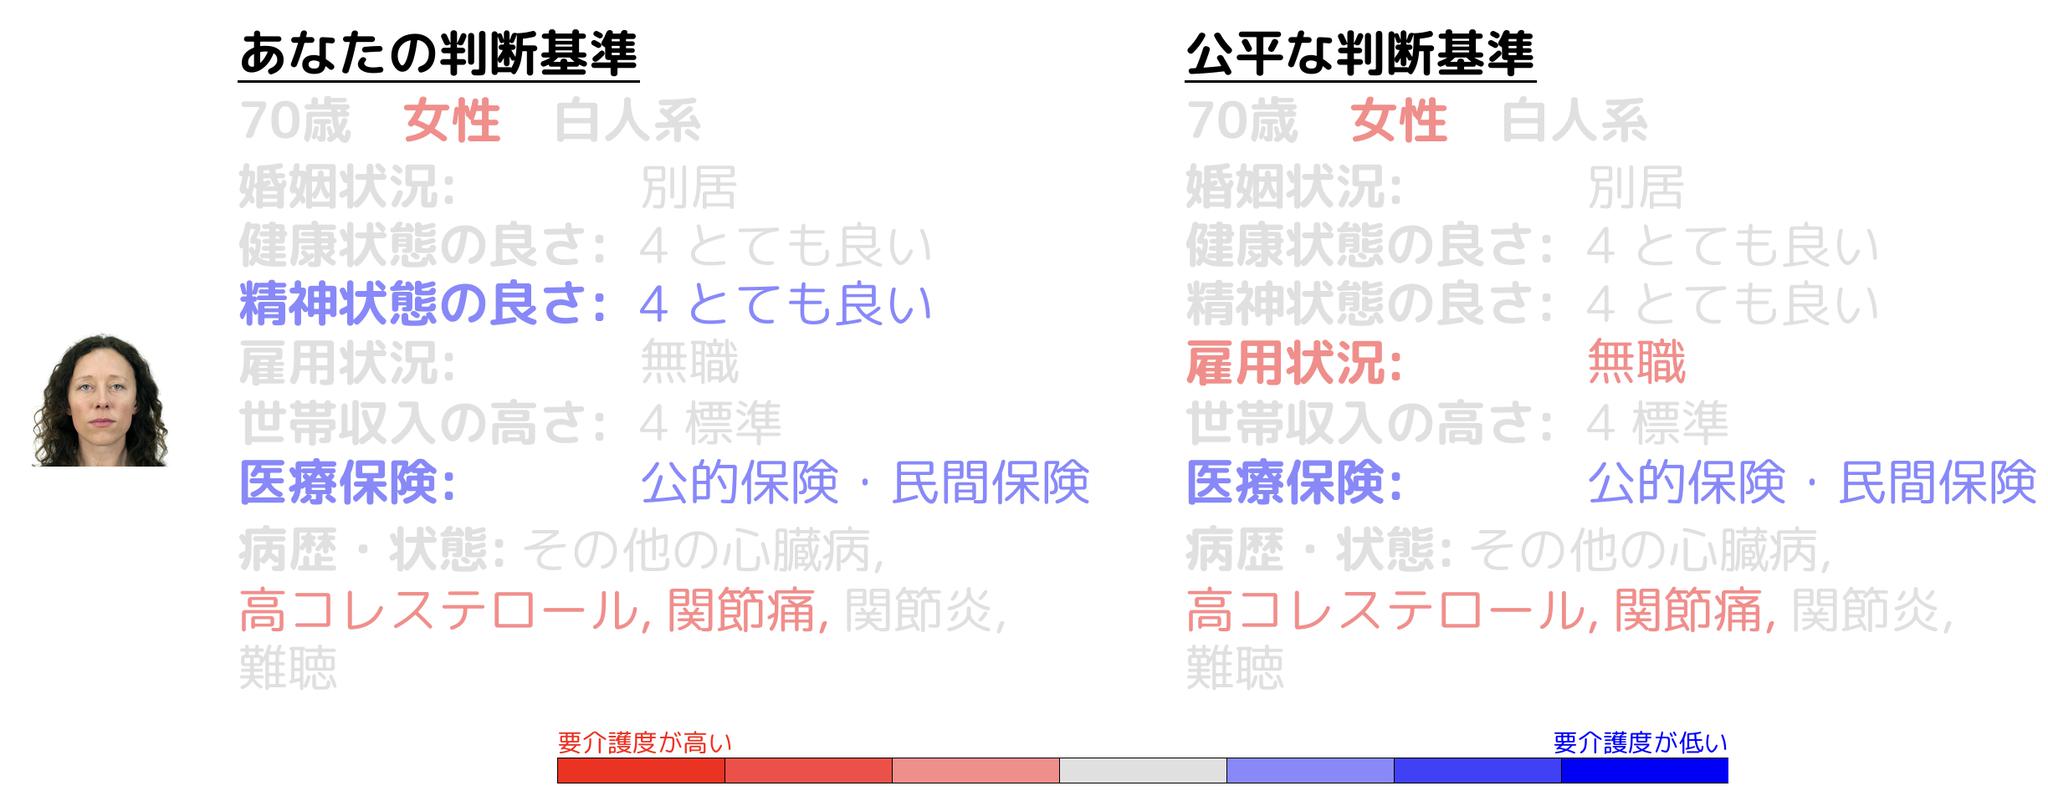 あなたの判断基準
70歳 女性 白人系
婚姻状況: 別居
健康状態の良さ: 4 とても良い
精神状態の良さ: 4 とても良い
雇用状況: 無職
世帯収入の高さ: 4 標準
医療保険: 公的保険・民間保険
病歴・状態: その他の心臓病,
高コレステロール, 関節痛, 関節炎,
難聴
公平な判断基準
70歳 女性 白人系
婚姻状況: 別居
健康状態の良さ: 4 とても良い
精神状態の良さ: 4 とても良い
雇用状況: 無職
世帯収入の高さ: 4 標準
医療保険: 公的保険・民間保険
病歴・状態: その他の心臓病,
高コレステロール, 関節痛, 関節炎,
難聴
要介護度が高い
要介護度が低い